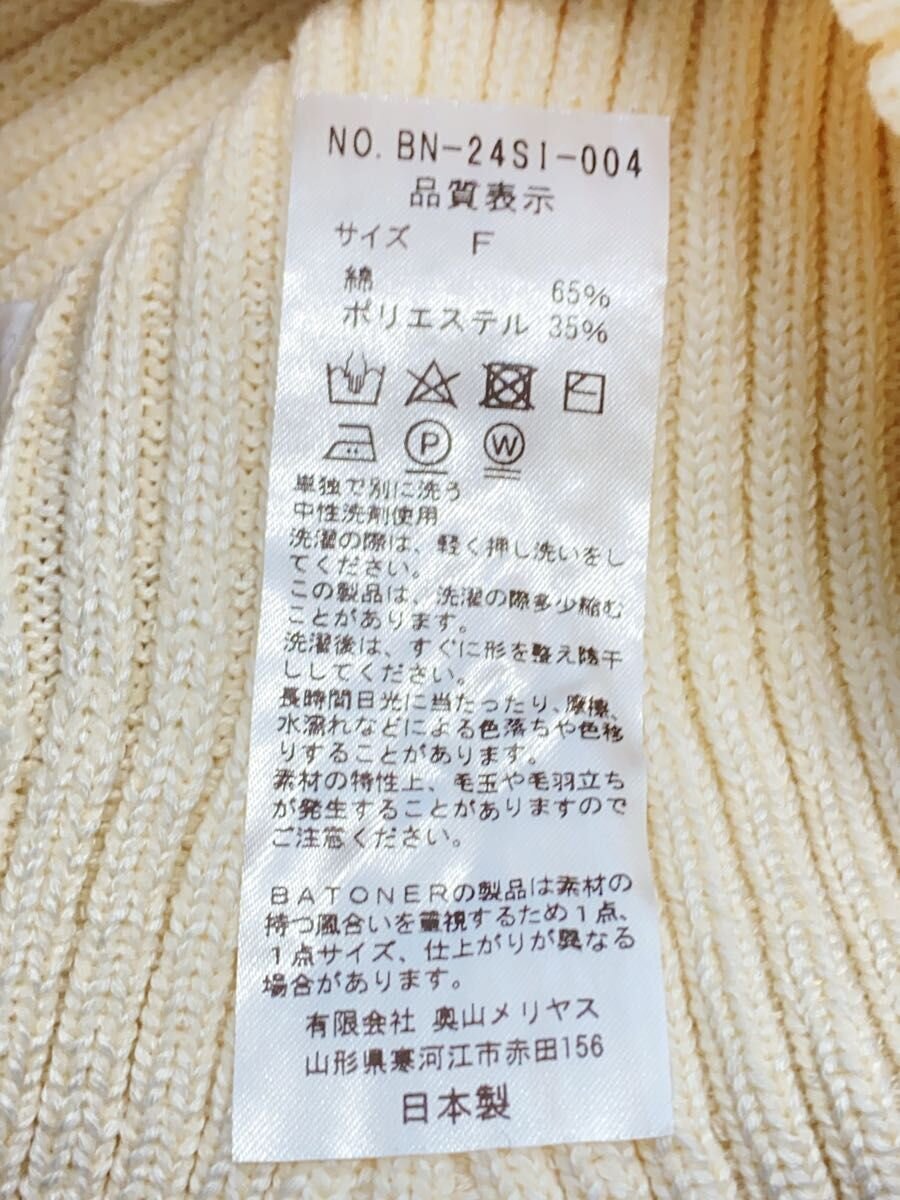 NO. BN-24SI-004
品質表示
サイズ F
綿 65%
ポリエステル 35%
P W
単独で別に洗う
中性洗剤使用
洗濯の際は、軽く押し洗いをし
てください。
この製品は、洗濯の際多少縮む
ことがあります。
洗濯後は、すぐに形を整え陰干
ししてください。
長時間日光に当たったり、摩擦、
水濡れなどによる色落ちや色移
りすることがあります。
素材の特性上、毛玉や毛羽立ち
が発生することがありますので
ご注意ください。
BATONERの製品は素材の
持つ風合いを重視するため1点、
1点サイズ、仕上がりが異なる
場合があります。
有限会社 奥山メリヤス
山形県寒河江市赤田156
日本製